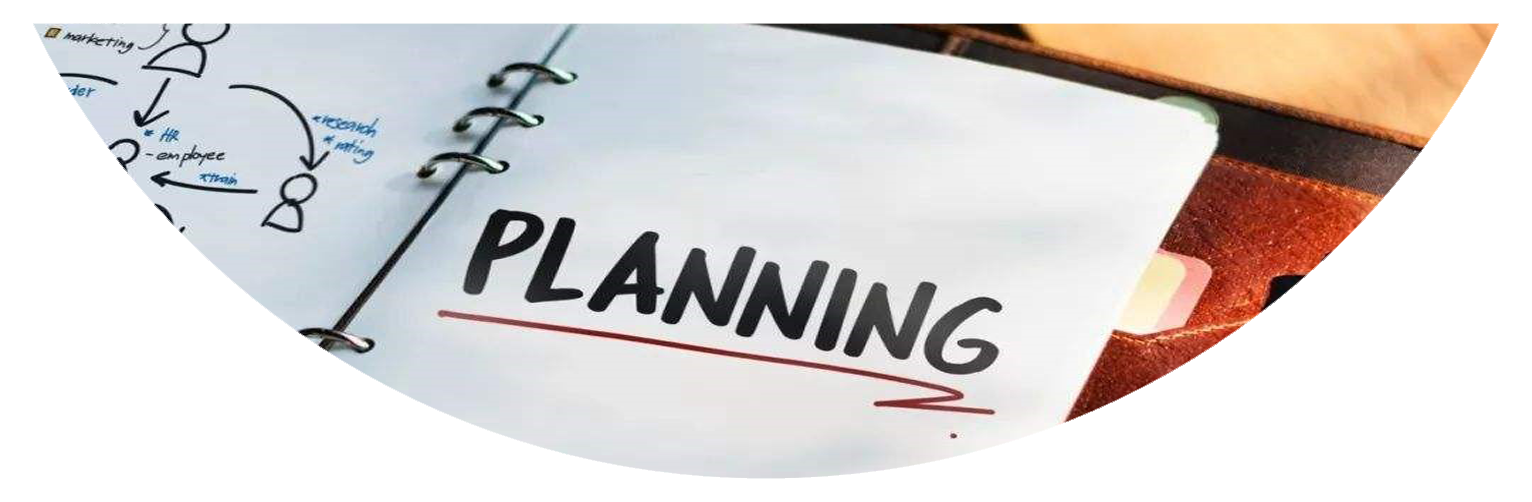 marketing
* HR
- employee
*train
*research
* rating
PLANNING